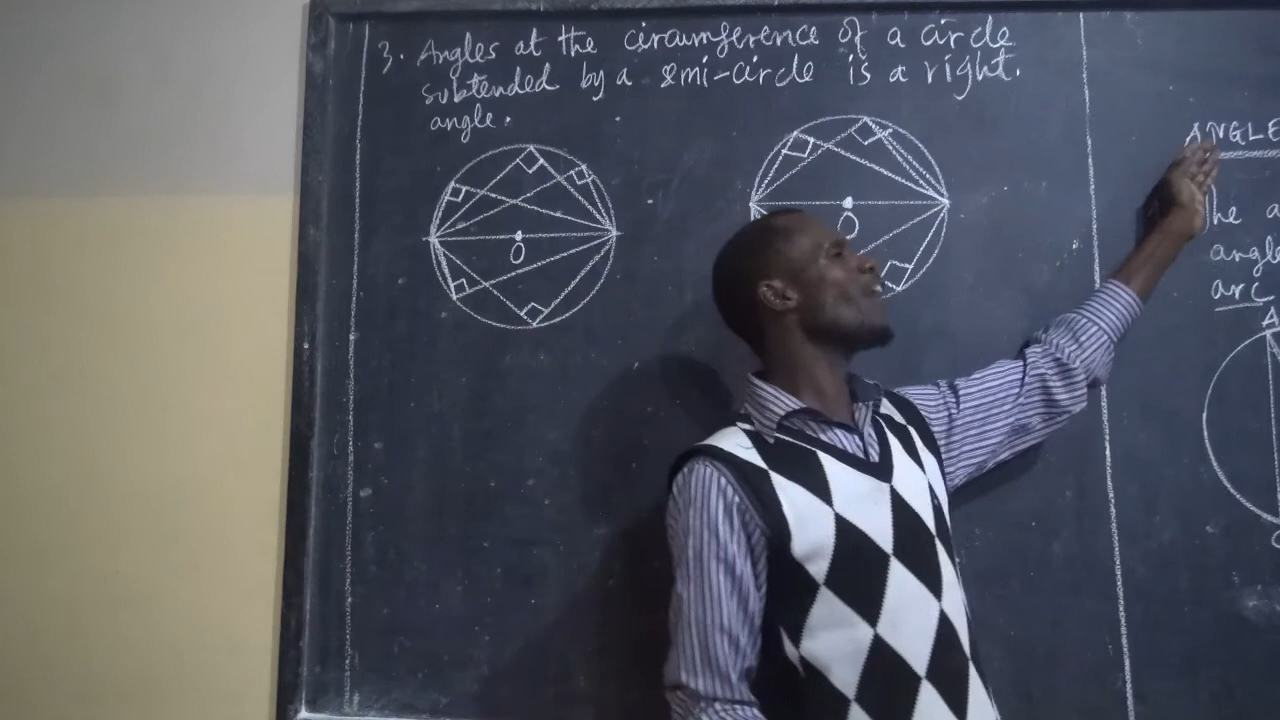 3. Angles at the circumference of a circle
subtended by a semi-circle is a right.
angle.
O
O
ANGLE
The a
angle
arc
A